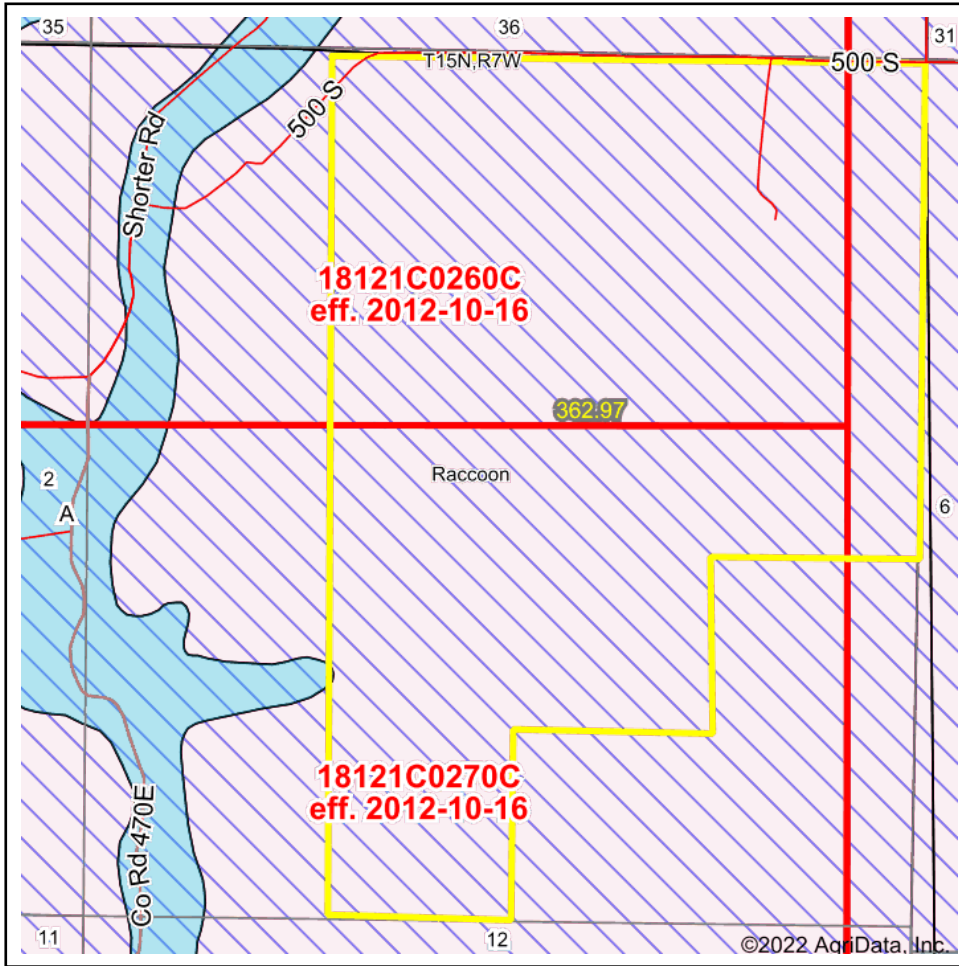 35
36
31
T15N,R7W
500 S
500 S
Shorter Rd
18121C0260C
eff. 2012-10-16
362.97
Raccoon
2
A
6
18121C0270C
eff. 2012-10-16
Co Rd 470E
11
12
©2022 AgriData, Inc.